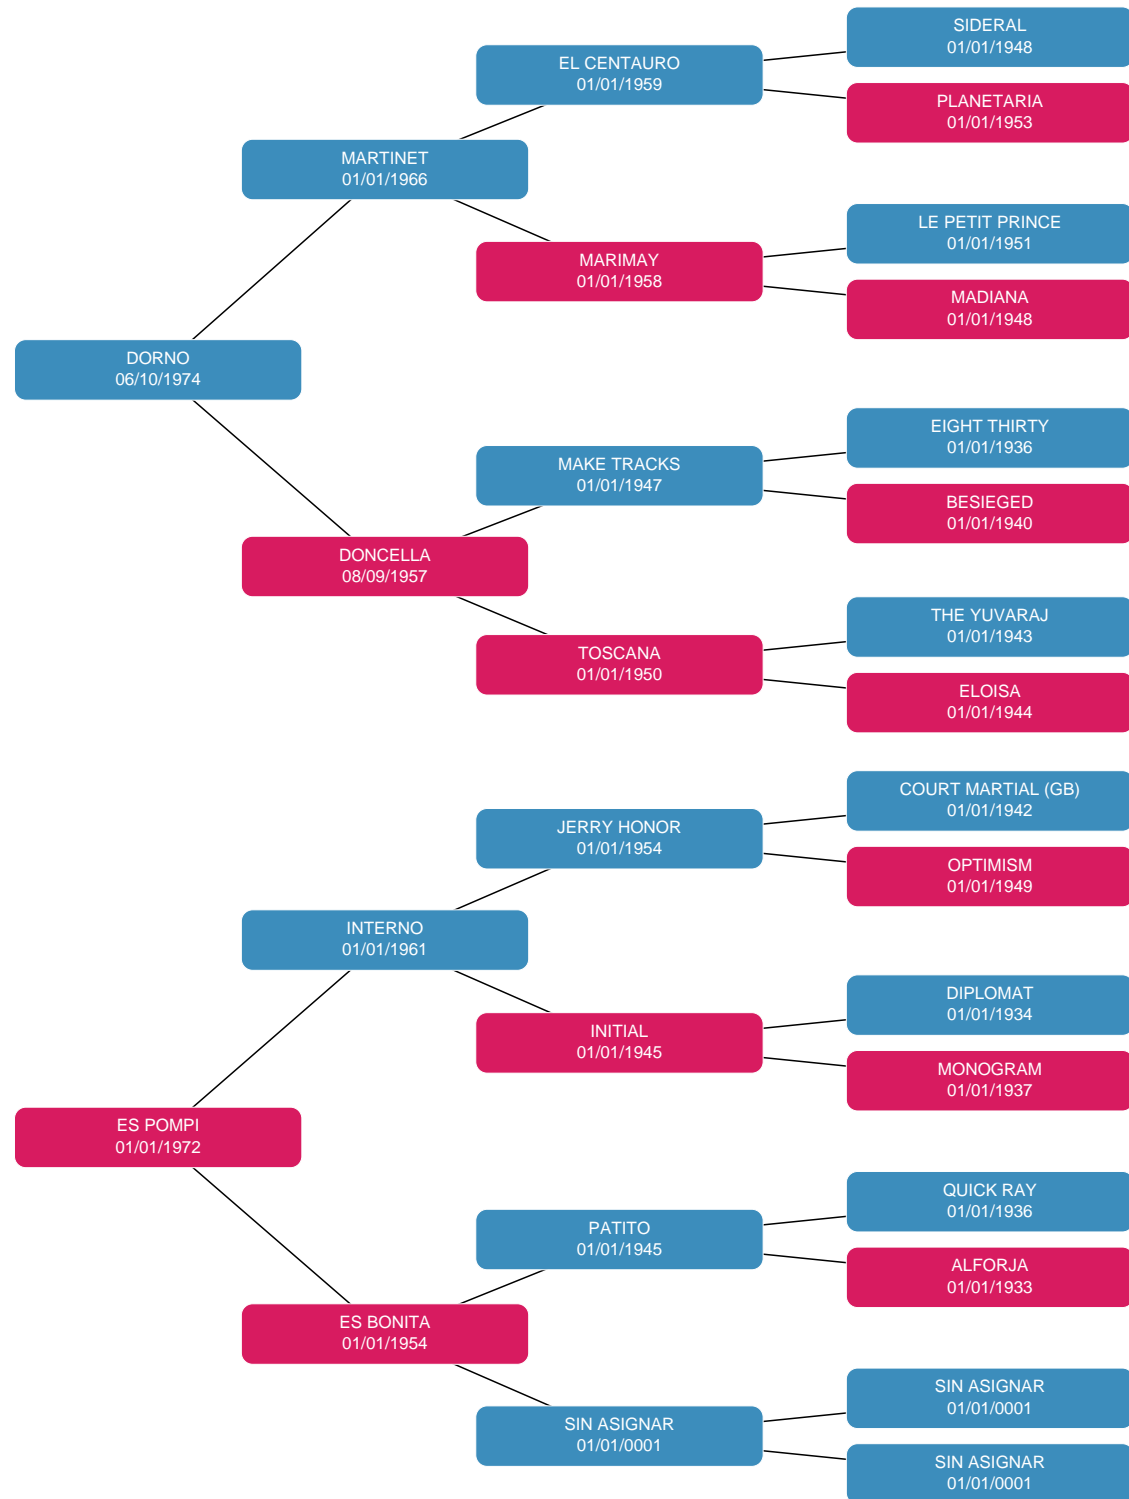 SIDERAL
01/01/1948
EL CENTAURO
01/01/1959
PLANETARIA
01/01/1953
MARTINET
01/01/1966
LE PETIT PRINCE
01/01/1951
MARIMAY
01/01/1958
MADIANA
01/01/1948
DORNO
06/10/1974
EIGHT THIRTY
01/01/1936
MAKE TRACKS
01/01/1947
BESIEGED
01/01/1940
DONCELLA
08/09/1957
THE YUVARAJ
01/01/1943
TOSCANA
01/01/1950
ELOISA
01/01/1944
COURT MARTIAL (GB)
01/01/1942
JERRY HONOR
01/01/1954
OPTIMISM
01/01/1949
INTERNO
01/01/1961
DIPLOMAT
01/01/1934
INITIAL
01/01/1945
MONOGRAM
01/01/1937
ES POMPI
01/01/1972
QUICK RAY
01/01/1936
PATITO
01/01/1945
ALFORJA
01/01/1933
ES BONITA
01/01/1954
SIN ASIGNAR
01/01/0001
SIN ASIGNAR
01/01/0001
SIN ASIGNAR
01/01/0001